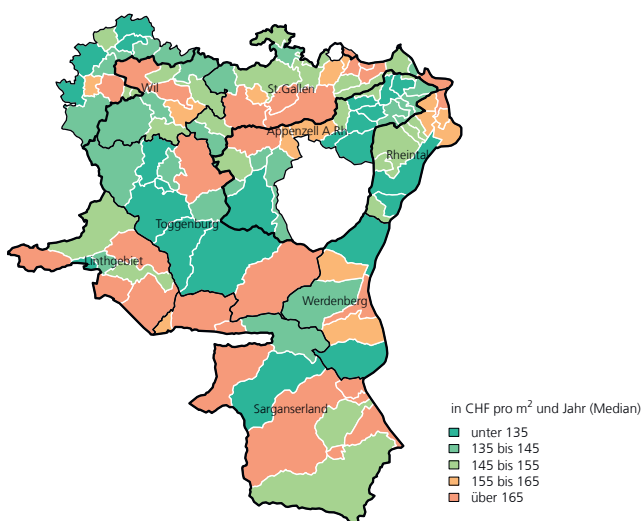 Wil
St.Gallen
Appenzell A.Rh.
Rheintal
Toggenburg
Linthgebiet
Werdenberg
Sarganserland
in CHF pro m² und Jahr (Median)
unter 135
135 bis 145
145 bis 155
155 bis 165
über 165